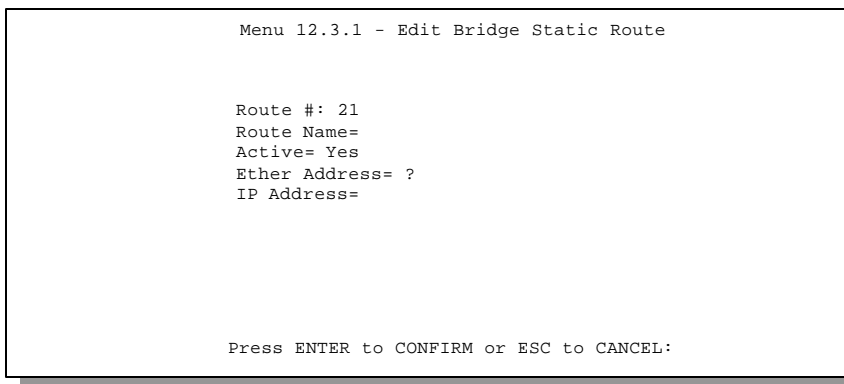 Menu 12.3.1 - Edit Bridge Static Route
Route #: 21
Route Name=
Active= Yes
Ether Address= ?
IP Address=
Press ENTER to CONFIRM or ESC to CANCEL: